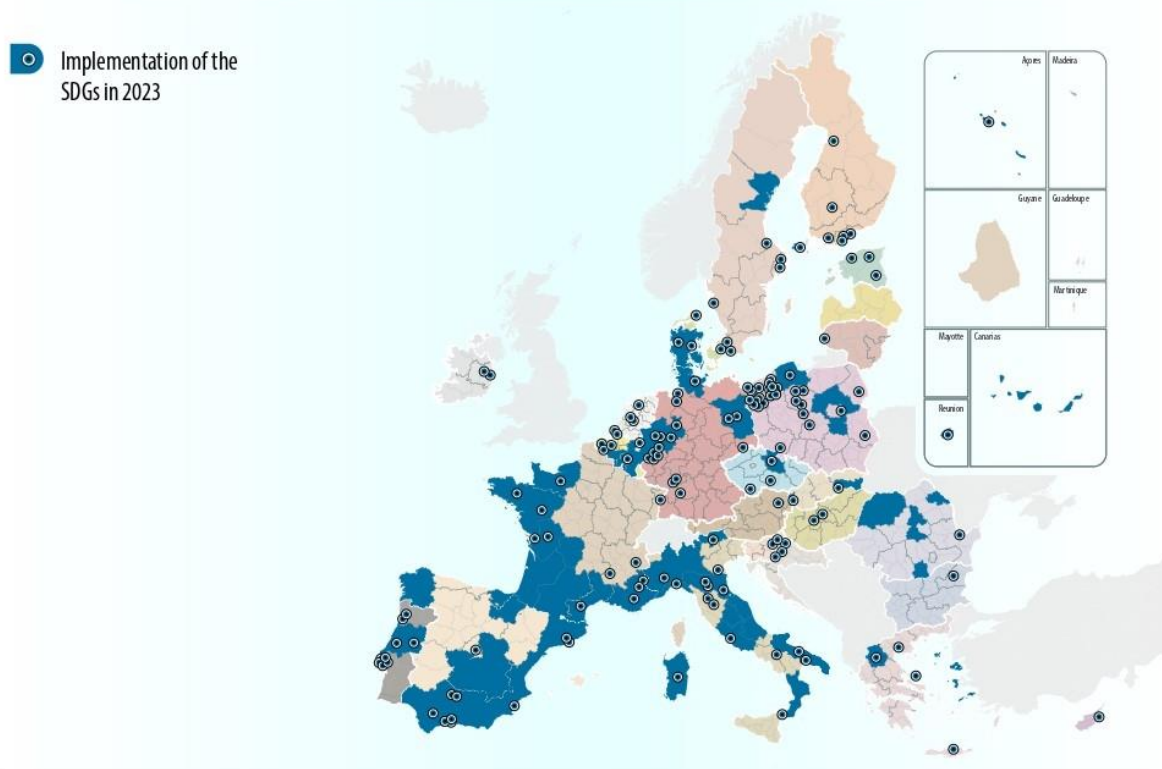 Implementation of the
SDGs in 2023
Açores
Madeira
Guyane
Guadeloupe
Martinique
Mayotte
Canarias
Reunion